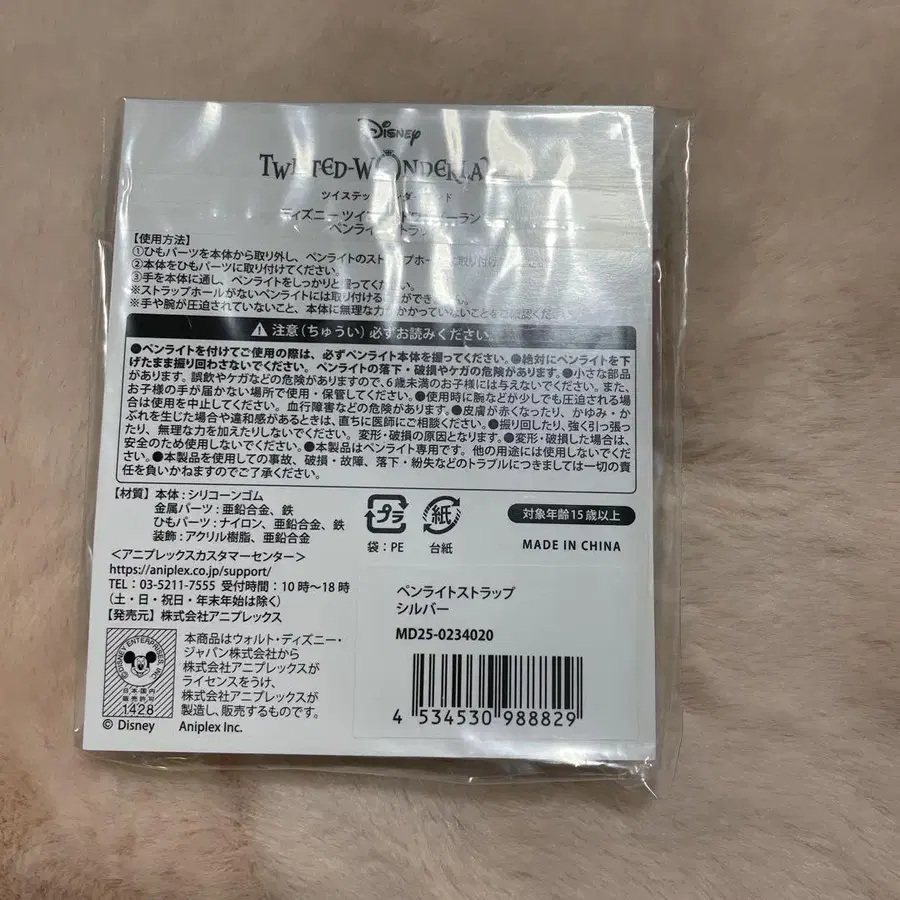 Disney
TWISTED-WONDERLA
ツイステッ ンダ ンド
ディズニー ツイ ーラン
ペンライ トラッ
【使用方法】
①ひもパーツを本体から取り外し、ペンライトのストラップホー 取り付け
②本体をひもパーツに取り付けてください。
③手を本体に通し、ペンライトをしっかりと握ってください。
※ストラップホールがないペンライトには取り付ける ができ ん。
※手や腕が圧迫されていないこと、本体に無理な力がかかっていないことをご確認くださ
注意(ちゅうい)必ずお読みください。
●ペンライトを付けてご使用の際は、必ずペンライト本体を握ってください。●絶対にペンライトを下
げたまま振り回わさないでください。ペンライトの落下・破損やケガの危険があります。●小さな部品
があります。誤飲やケガなどの危険がありますので、6歳未満のお子様には与えないでください。また、
お子様の手が届かない場所で使用・保管してください。●使用時に腕などが少しでも圧迫される場
合は使用を中止してください。血行障害などの危険があります。●皮膚が赤くなったり、かゆみ・か
ぶれを生じた場合や違和感があるときは、直ちに医師にご相談ください。●振り回したり、強く引っ張っ
たり、無理な力を加えたりしないでください。変形・破損の原因となります。●変形・破損した場合は、
安全のため使用しないでください。●本製品はペンライト専用です。他の用途には使用しないでくださ
い。●本製品を使用しての事故、破損・故障、落下・紛失などのトラブルにつきましては一切の責
任を負いかねますのでご了承ください。
【材質】本体:シリコーンゴム
金属パーツ:亜鉛合金、鉄
ひもパーツ:ナイロン、亜鉛合金、鉄
装飾:アクリル樹脂、亜鉛合金
プラ
袋:PE
紙
台紙
対象年齢15歳以上
MADE IN CHINA
<アニプレックスカスタマーセンター>
https://aniplex.co.jp/support/
TEL:03-5211-7555 受付時間:10時〜18時
(土・日・祝日・年末年始は除く)
【発売元】株式会社アニプレックス
©DISNEY ENTERPRISES, INC.
日本国内
販売許可
1428
本商品はウォルト・ディズニー・
ジャパン株式会社から
株式会社アニプレックスが
ライセンスをうけ、
株式会社アニプレックスが
製造し、販売するものです。
© Disney Aniplex Inc.
ペンライトストラップ
シルバー
MD25-0234020
4 534530 988829